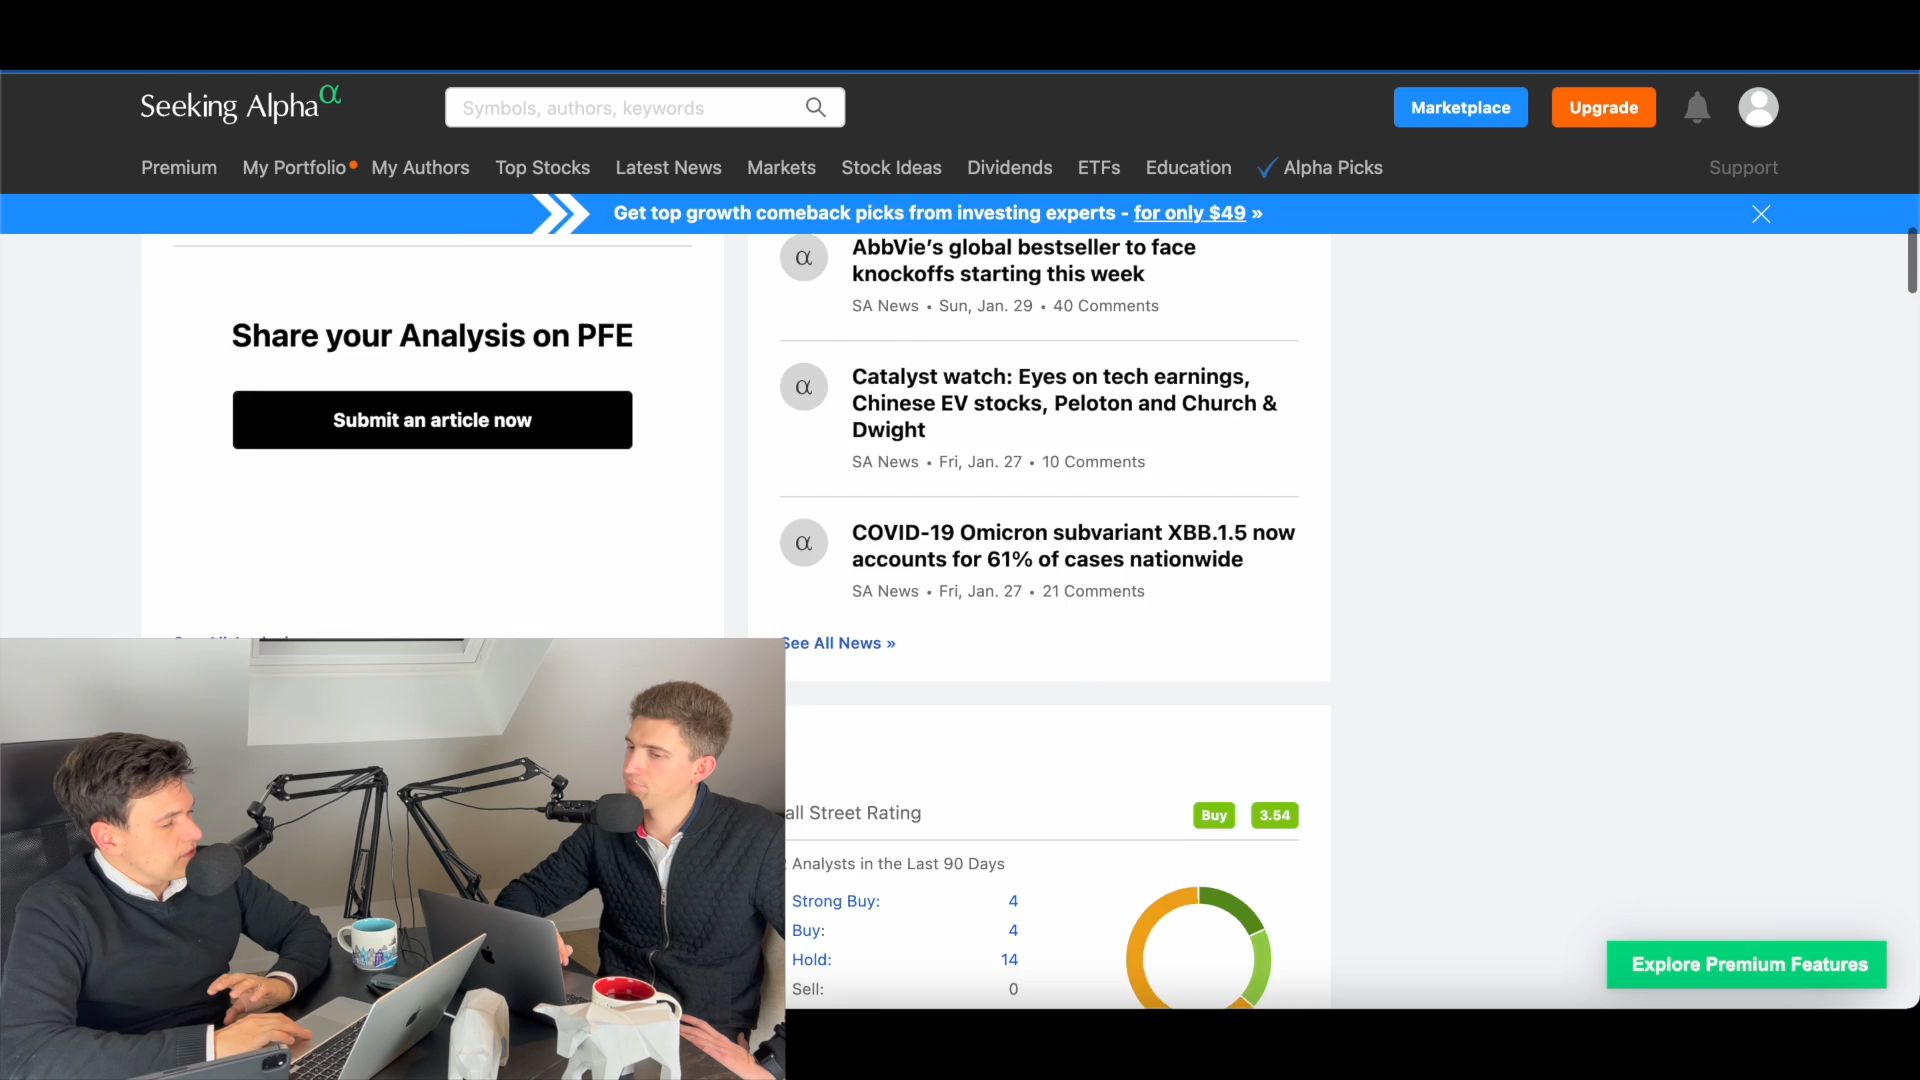 Seeking Alpha α
Symbols, authors, keywords
Marketplace
Upgrade
Premium My Portfolio My Authors Top Stocks Latest News Markets Stock Ideas Dividends ETFs Education Alpha Picks Support
Get top growth comeback picks from investing experts - for only $49 »
Share your Analysis on PFE
Submit an article now
α
AbbVie’s global bestseller to face
knockoffs starting this week
SA News • Sun, Jan. 29 • 40 Comments
α
Catalyst watch: Eyes on tech earnings,
Chinese EV stocks, Peloton and Church &
Dwight
SA News • Fri, Jan. 27 • 10 Comments
α
COVID-19 Omicron subvariant XBB.1.5 now
accounts for 61% of cases nationwide
SA News • Fri, Jan. 27 • 21 Comments
See All News »
all Street Rating Buy 3.54
Analysts in the Last 90 Days
Strong Buy: 4
Buy: 4
Hold: 14
Sell: 0
Explore Premium Features